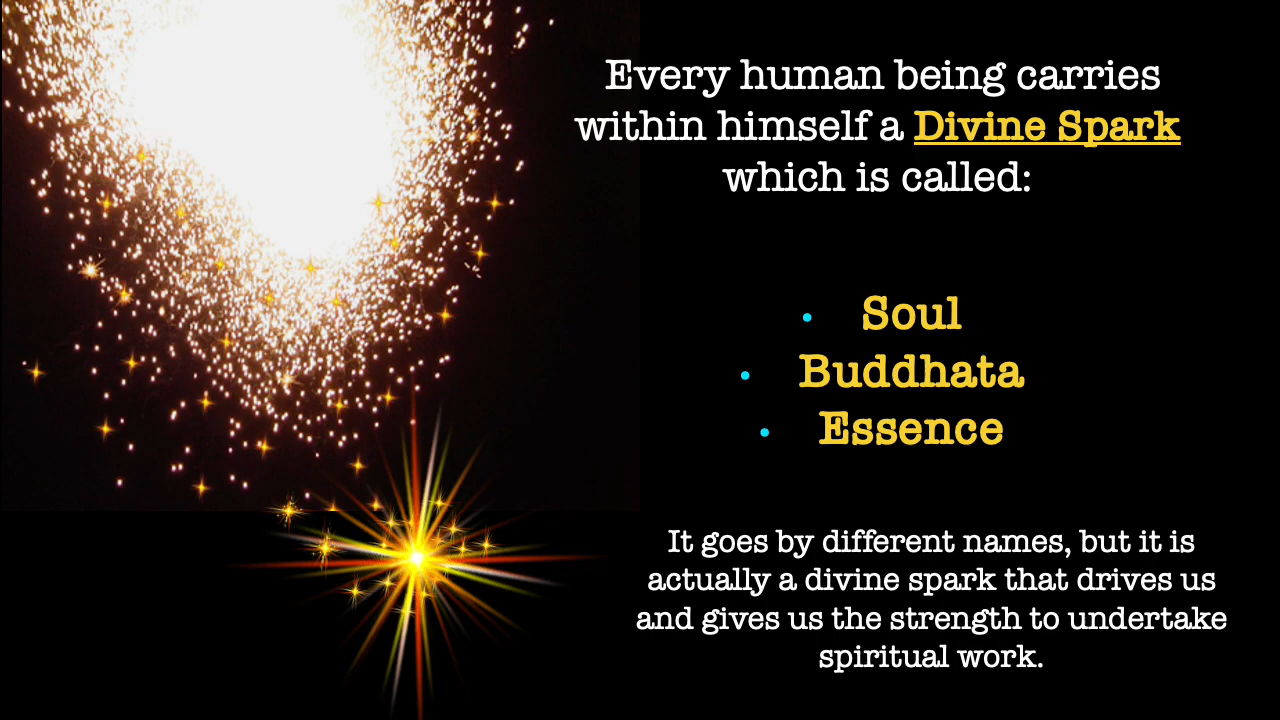 Every human being carries
within himself a Divine Spark
which is called:
• Soul
• Buddhata
• Essence
It goes by different names, but it is
actually a divine spark that drives us
and gives us the strength to undertake
spiritual work.